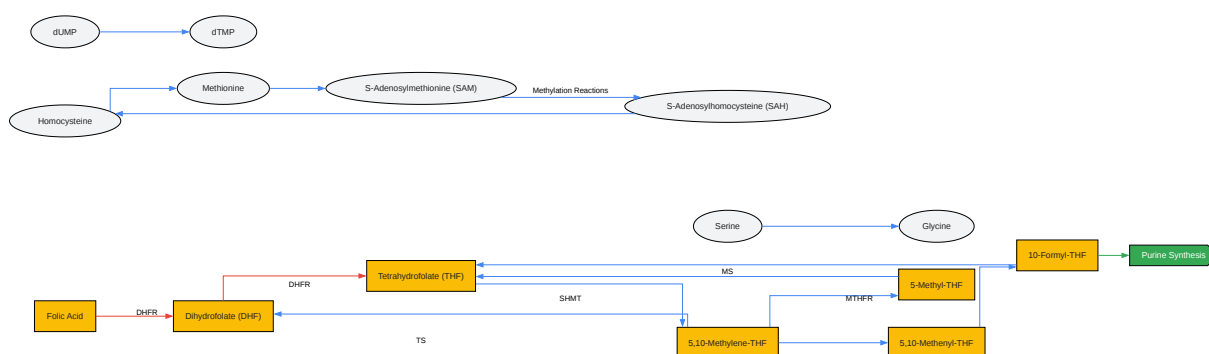 dUMP
dTMP
Methionine
S-Adenosylmethionine (SAM)
Methylation Reactions
S-Adenosylhomocysteine (SAH)
Homocysteine
Serine
Glycine
10-Formyl-THF
Purine Synthesis
Tetrahydrofolate (THF)
MS
5-Methyl-THF
DHFR
SHMT
MTHFR
Folic Acid
DHFR
Dihydrofolate (DHF)
TS
5,10-Methylene-THF
5,10-Methenyl-THF